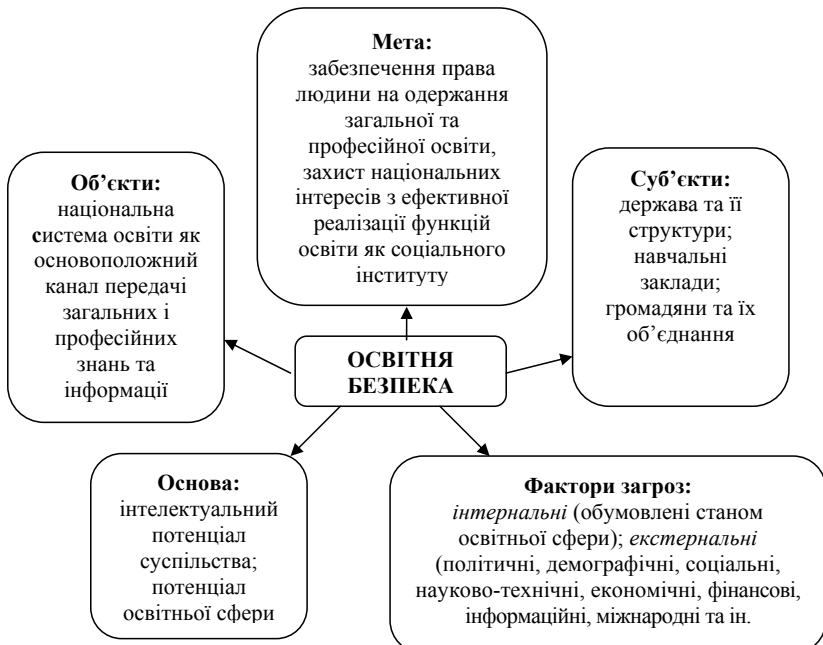 Мета:
забезпечення права
людини на одержання
загальної та
професійної освіти,
захист національних
інтересів з ефективної
реалізації функцій
освіти як соціального
інституту
Об’єкти:
національна
система освіти як
основоположний
канал передачі
загальних і
професійних
знань та
інформації
Суб’єкти:
держава та її
структури;
навчальні
заклади;
громадяни та їх
об’єднання
ОСВІТНЯ
БЕЗПЕКА
Основа:
інтелектуальний
потенціал
суспільства;
потенціал
освітньої сфери
Фактори загроз:
інтернальні (обумовлені станом
освітньої сфери); екстернальні
(політичні, демографічні, соціальні,
науково-технічні, економічні, фінансові,
інформаційні, міжнародні та ін.